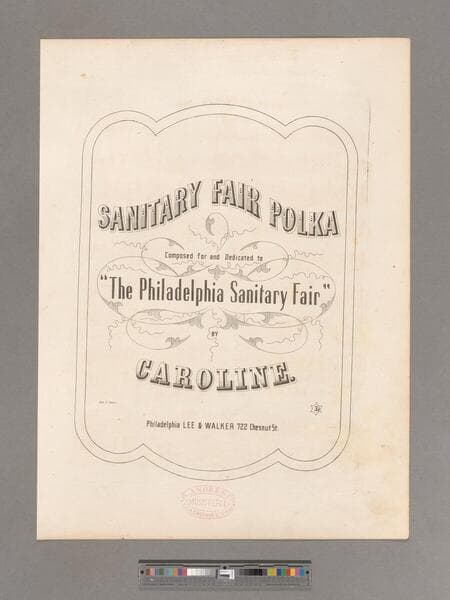 SANITARY FAIR POLKA
Composed for and Dedicated to
"The Philadelphia Sanitary Fair"
BY
CAROLINE.
Philadelphia LEE & WALKER 722 Chesnut St.